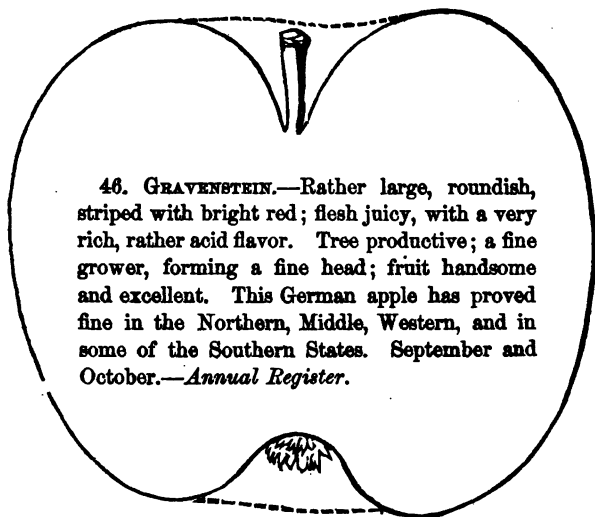 46. GRAVENSTEIN.—Rather large, roundish,
striped with bright red; flesh juicy, with a very
rich, rather acid flavor. Tree productive; a fine
grower, forming a fine head; fruit handsome
and excellent. This German apple has proved
fine in the Northern, Middle, Western, and in
some of the Southern States. September and
October.—Annual Register.